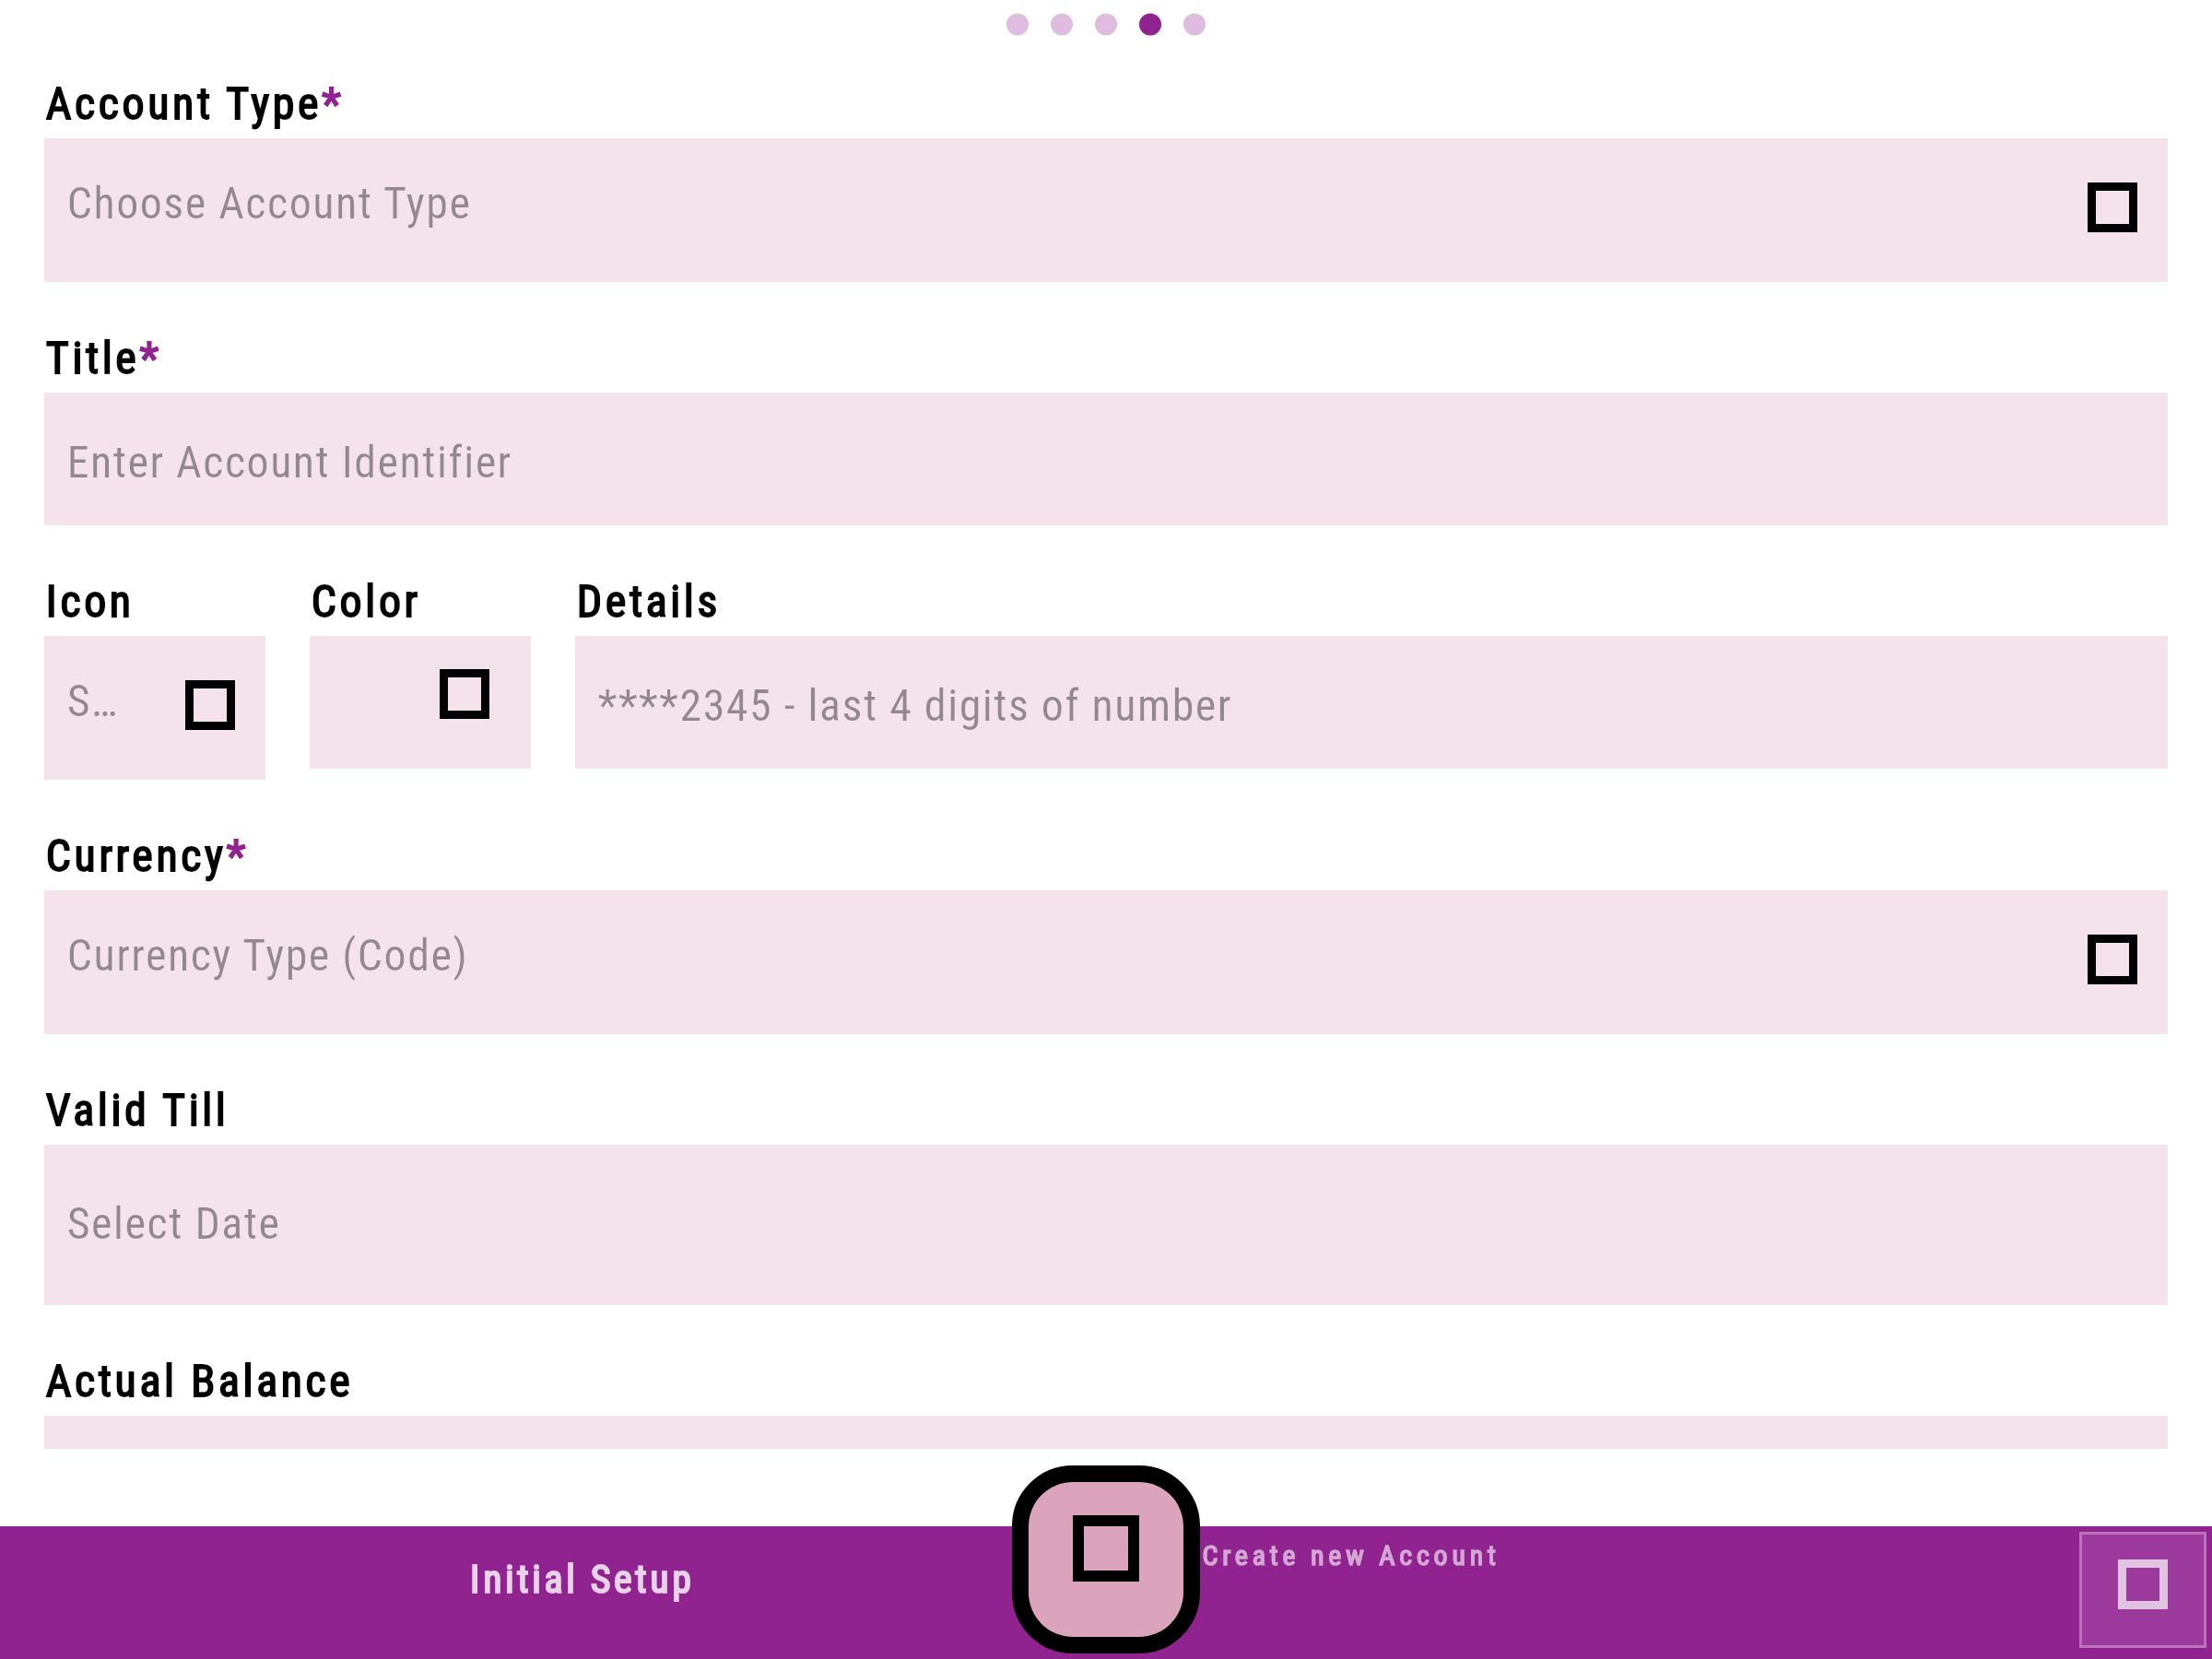 Account Type*
Choose Account Type
Title*
Enter Account Identifier
Icon Color Details
S… ****2345 - last 4 digits of number
Currency*
Currency Type (Code)
Valid Till
Select Date
Actual Balance
Initial Setup
Create new Account